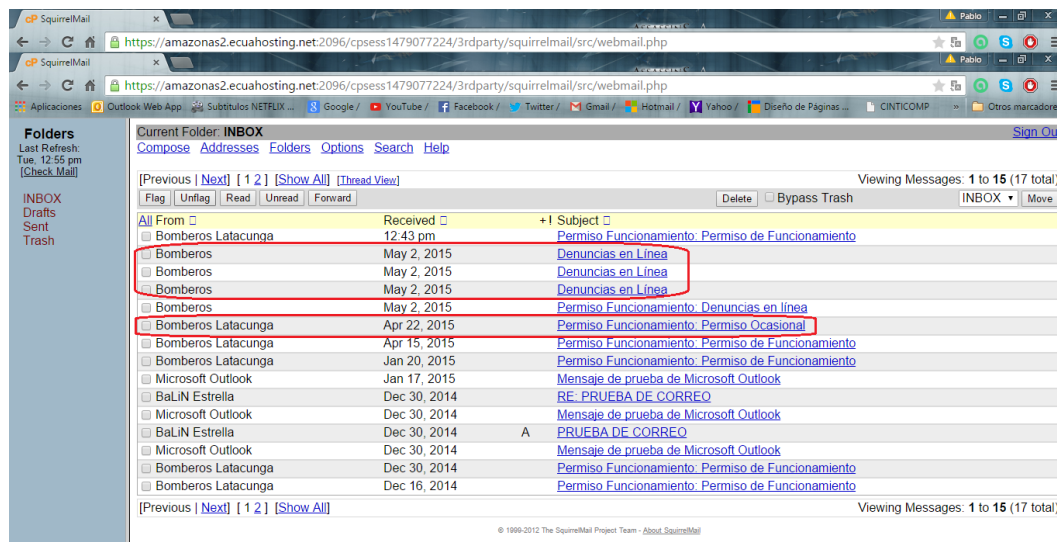 cP SquirrelMail × Pablo
https://amazonas2.ecuahosting.net:2096/cpsess1479077224/3rdparty/squirrelmail/src/webmail.php
cP SquirrelMail × Pablo
https://amazonas2.ecuahosting.net:2096/cpsess1479077224/3rdparty/squirrelmail/src/webmail.php
Aplicaciones Outlook Web App Subtitulos NETFLIX ... Google / YouTube / Facebook / Twitter / Gmail / Hotmail / Yahoo / Diseño de Páginas ... CINTICOMP » Otros marcadore
Folders
Last Refresh:
Tue, 12:55 pm
[Check Mail]
INBOX
Drafts
Sent
Trash
Current Folder: INBOX Sign Ou
Compose Addresses Folders Options Search Help
[Previous | Next] [ 1 2 ] [Show All] [Thread View] Viewing Messages: 1 to 15 (17 total)
Flag Unflag Read Unread Forward Delete Bypass Trash INBOX Move
All From Received + ! Subject
Bomberos Latacunga 12:43 pm Permiso Funcionamiento: Permiso de Funcionamiento
Bomberos May 2, 2015 Denuncias en Línea
Bomberos May 2, 2015 Denuncias en Línea
Bomberos May 2, 2015 Denuncias en Línea
Bomberos May 2, 2015 Permiso Funcionamiento: Denuncias en línea
Bomberos Latacunga Apr 22, 2015 Permiso Funcionamiento: Permiso Ocasional
Bomberos Latacunga Apr 15, 2015 Permiso Funcionamiento: Permiso de Funcionamiento
Bomberos Latacunga Jan 20, 2015 Permiso Funcionamiento: Permiso de Funcionamiento
Microsoft Outlook Jan 17, 2015 Mensaje de prueba de Microsoft Outlook
BaLiN Estrella Dec 30, 2014 RE: PRUEBA DE CORREO
Microsoft Outlook Dec 30, 2014 Mensaje de prueba de Microsoft Outlook
BaLiN Estrella Dec 30, 2014 A PRUEBA DE CORREO
Microsoft Outlook Dec 30, 2014 Mensaje de prueba de Microsoft Outlook
Bomberos Latacunga Dec 30, 2014 Permiso Funcionamiento: Permiso de Funcionamiento
Bomberos Latacunga Dec 16, 2014 Permiso Funcionamiento: Permiso de Funcionamiento
[Previous | Next] [ 1 2 ] [Show All] Viewing Messages: 1 to 15 (17 total)
© 1999-2012 The SquirrelMail Project Team - About SquirrelMail